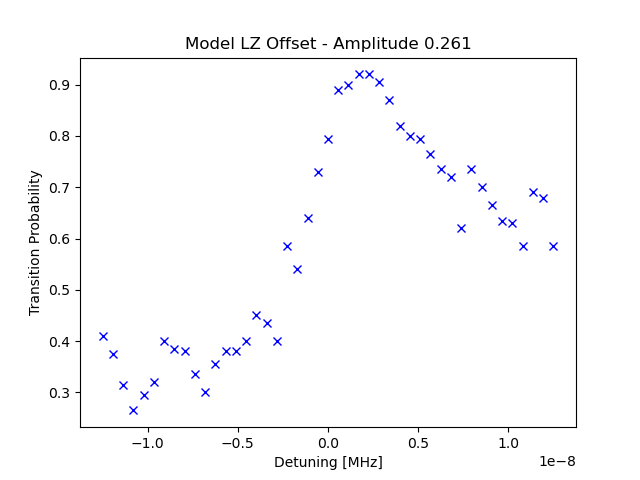 Model LZ Offset - Amplitude 0.261
Transition Probability
0.9
0.8
0.7
0.6
0.5
0.4
0.3
−1.0 −0.5 0.0 0.5 1.0
1e−8
Detuning [MHz]